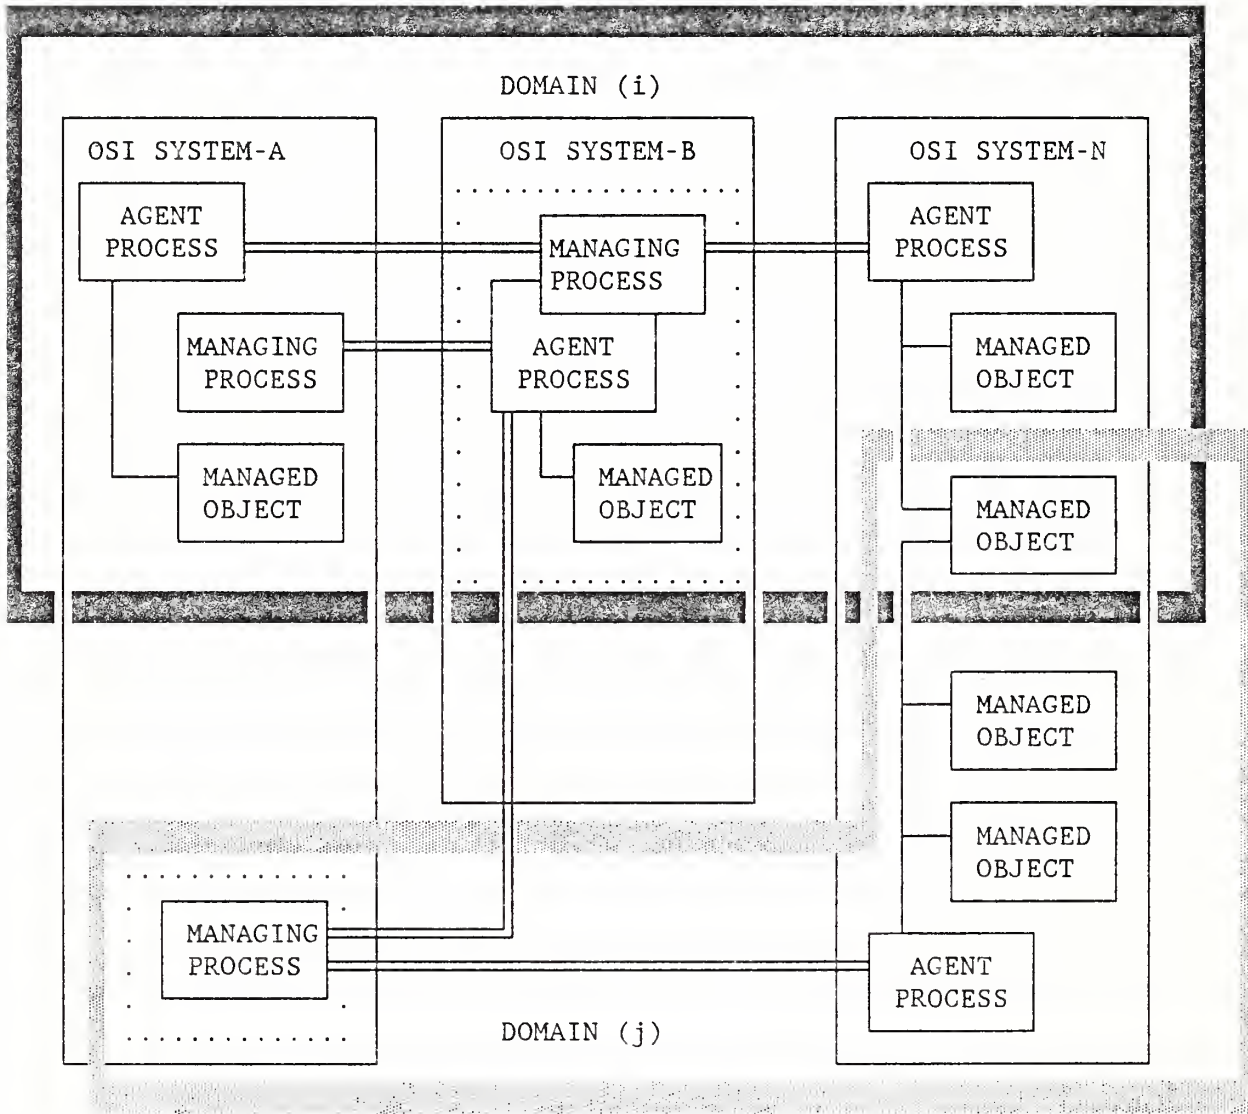 DOMAIN (i)
OSI SYSTEM-A
OSI SYSTEM-B
OSI SYSTEM-N
AGENT
PROCESS
MANAGING
PROCESS
AGENT
PROCESS
MANAGING
PROCESS
AGENT
PROCESS
MANAGED
OBJECT
MANAGED
OBJECT
MANAGED
OBJECT
MANAGED
OBJECT
MANAGED
OBJECT
MANAGED
OBJECT
MANAGING
PROCESS
AGENT
PROCESS
DOMAIN (j)